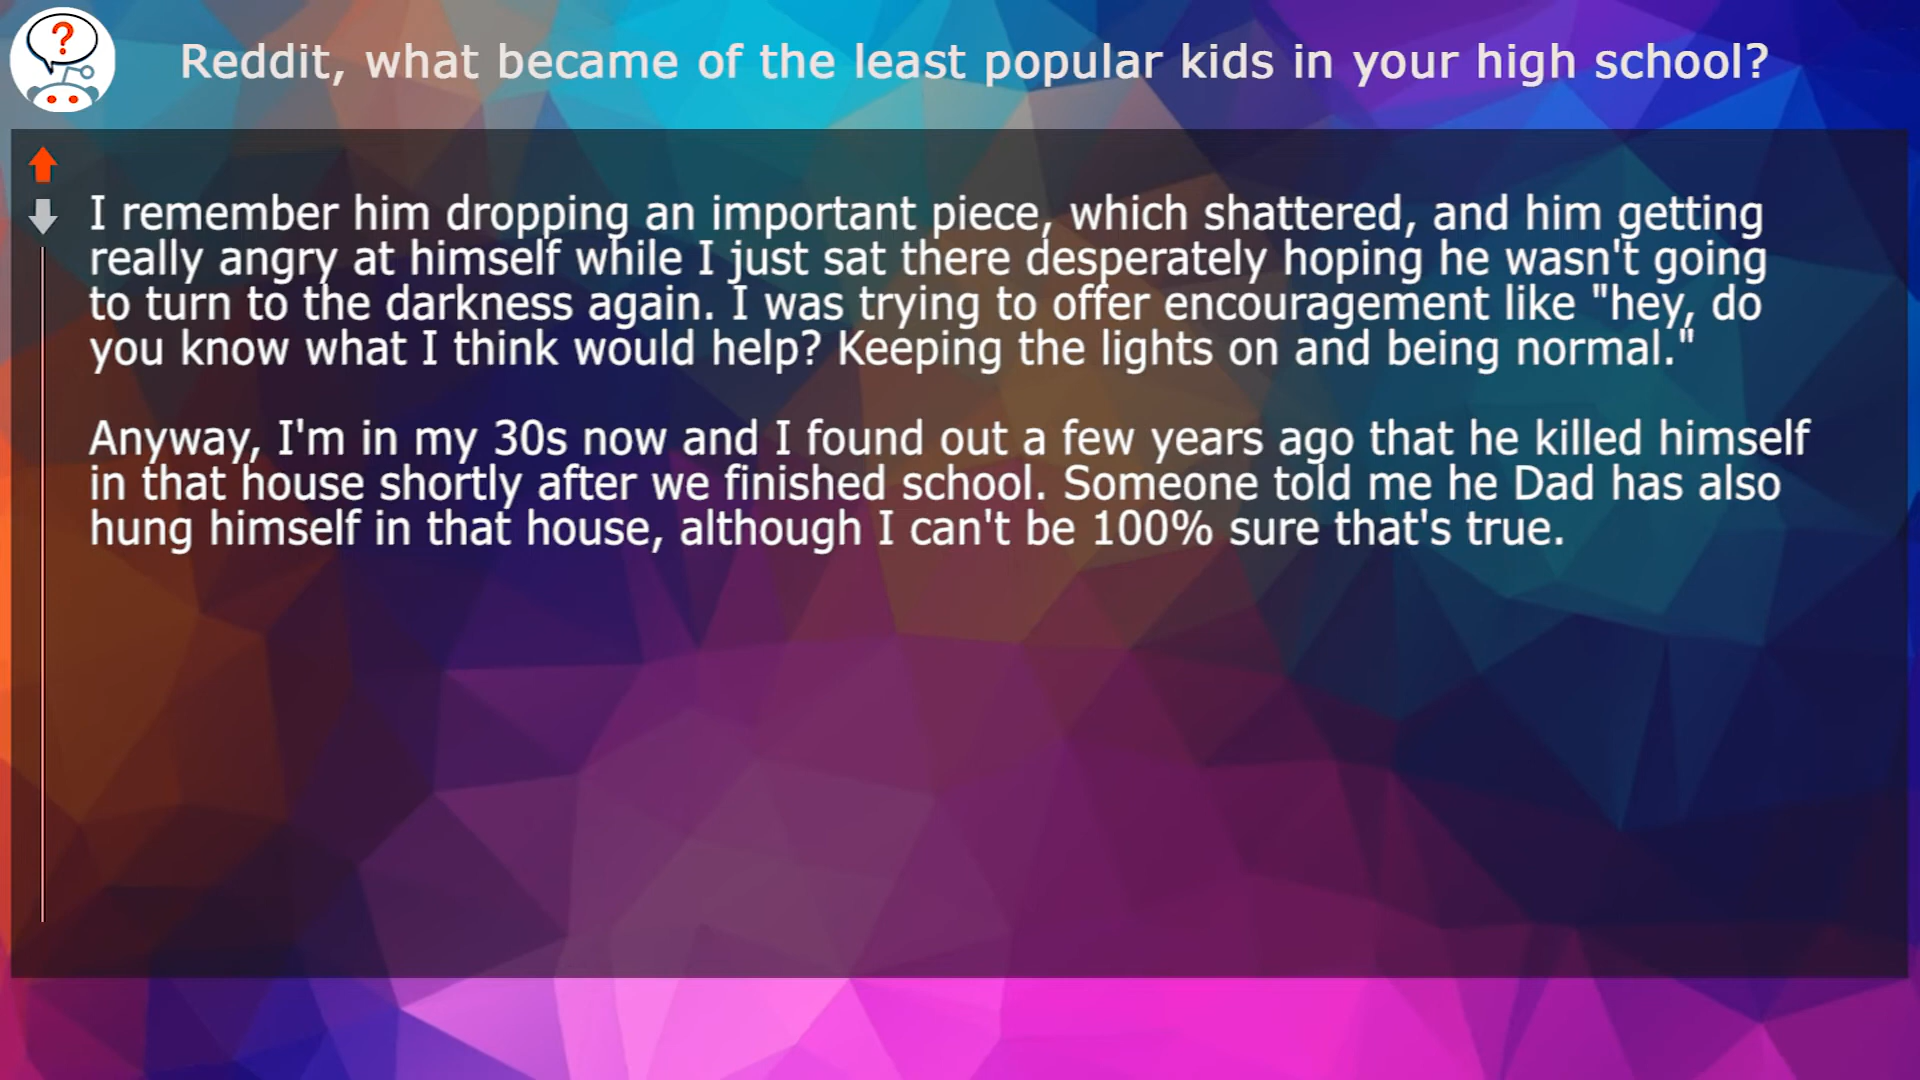 Reddit, what became of the least popular kids in your high school?
I remember him dropping an important piece, which shattered, and him getting
really angry at himself while I just sat there desperately hoping he wasn't going
to turn to the darkness again. I was trying to offer encouragement like "hey, do
you know what I think would help? Keeping the lights on and being normal."
Anyway, I'm in my 30s now and I found out a few years ago that he killed himself
in that house shortly after we finished school. Someone told me he Dad has also
hung himself in that house, although I can't be 100% sure that's true.